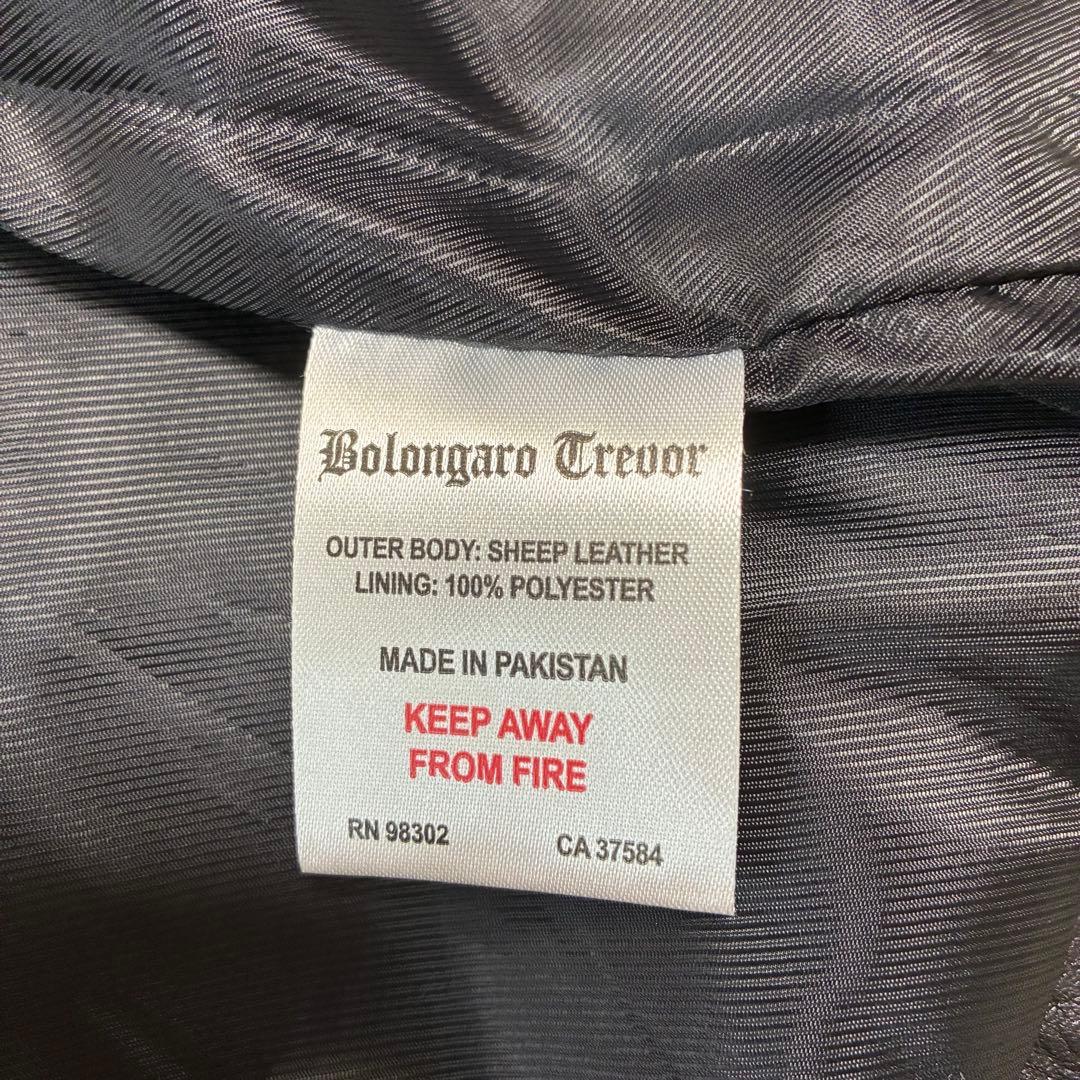 Bolongaro Trevor
OUTER BODY: SHEEP LEATHER
LINING: 100% POLYESTER
MADE IN PAKISTAN
KEEP AWAY
FROM FIRE
RN 98302 CA 37584